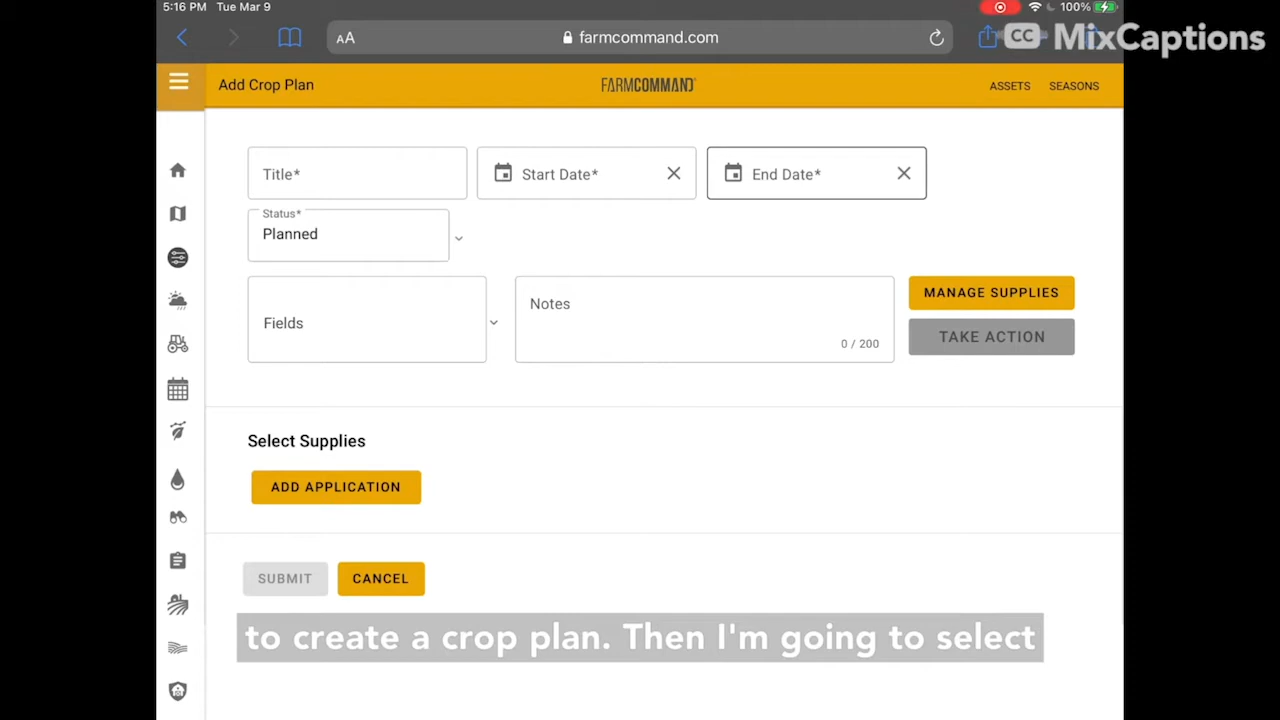 5:16 PM Tue Mar 9
100%
AA
farmcommand.com
CC MixCaptions
Add Crop Plan
FARMCOMMAND®
ASSETS
SEASONS
Title*
Start Date*
End Date*
Status*
Planned
Fields
Notes
0 / 200
MANAGE SUPPLIES
TAKE ACTION
Select Supplies
ADD APPLICATION
SUBMIT
CANCEL
to create a crop plan. Then I'm going to select